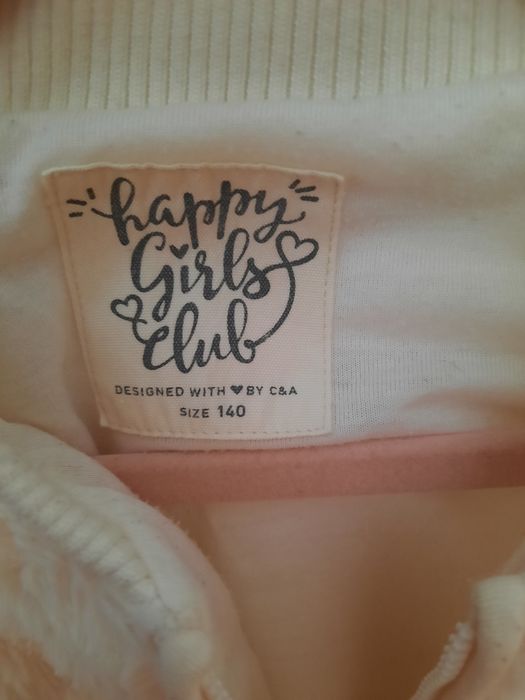 happy
Girls
Club
DESIGNED WITH ♥ BY C&A
SIZE 140